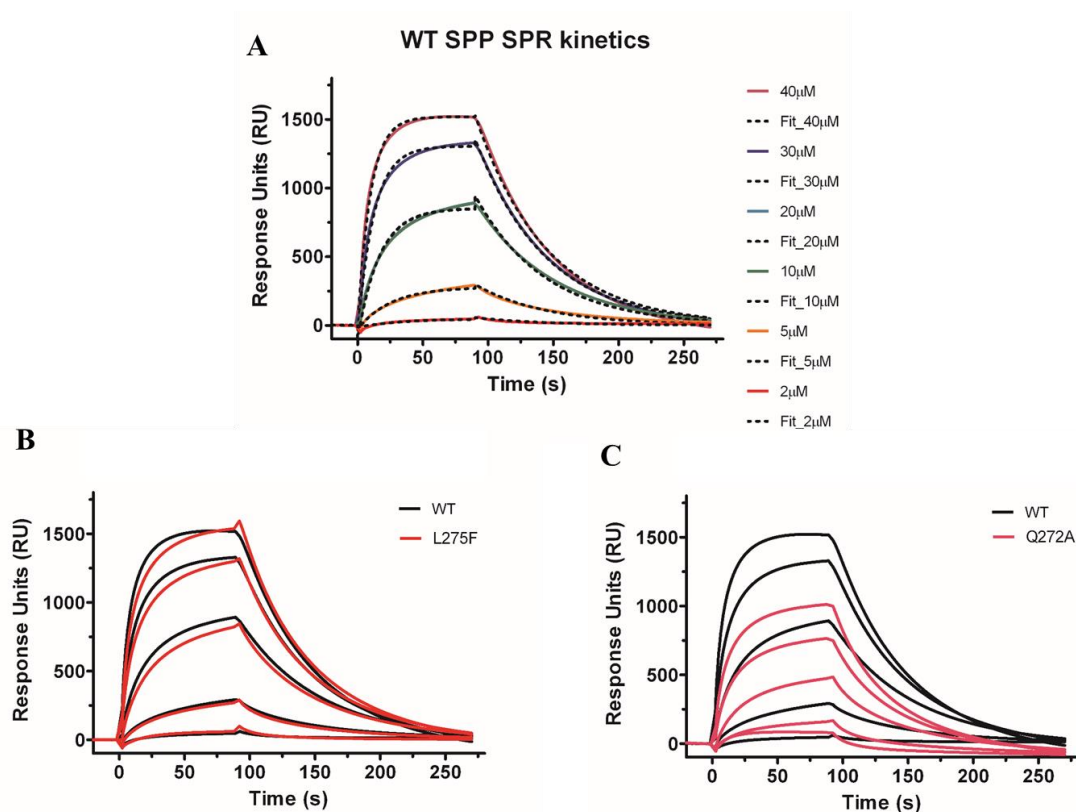 A
WT SPP SPR kinetics
Response Units (RU)
1500
1000
500
0
0 50 100 150 200 250
Time (s)
40µM
Fit_40µM
30µM
Fit_30µM
20µM
Fit_20µM
10µM
Fit_10µM
5µM
Fit_5µM
2µM
Fit_2µM
B
Response Units (RU)
1500
1000
500
0
0 50 100 150 200 250
Time (s)
WT
L275F
C
Response Units (RU)
1500
1000
500
0
0 50 100 150 200 250
Time (s)
WT
Q272A